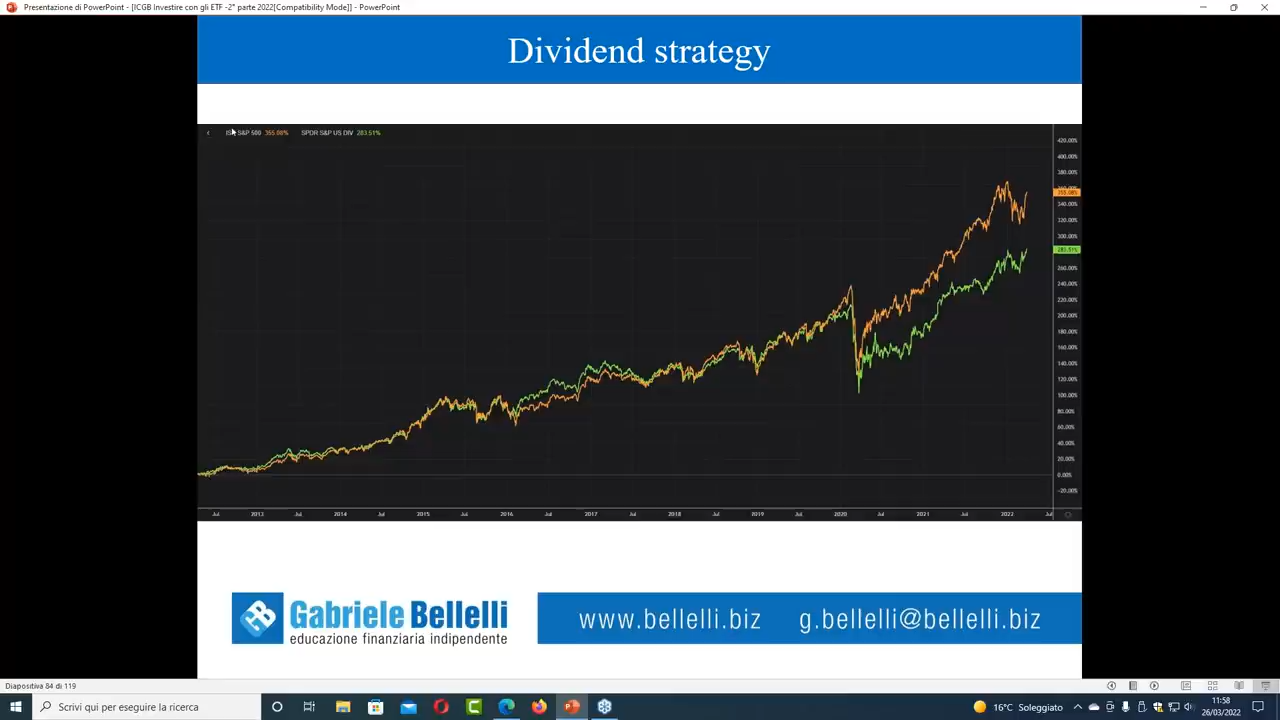 Presentazione di PowerPoint - [ICGB Investire con gli ETF -2° parte 2022[Compatibility Mode]] - PowerPoint
Dividend strategy
S&P 500 355.08% SPDR S&P US DIV 283.51%
420.00%
400.00%
380.00%
355.08%
340.00%
320.00%
300.00%
283.51%
260.00%
240.00%
220.00%
200.00%
180.00%
160.00%
140.00%
120.00%
100.00%
80.00%
60.00%
40.00%
20.00%
0.00%
-20.00%
Jul 2013 Jul 2014 Jul 2015 Jul 2016 Jul 2017 Jul 2018 Jul 2019 Jul 2020 Jul 2021 Jul 2022 Jul
Gabriele Bellelli
educazione finanziaria indipendente
www.bellelli.biz g.bellelli@bellelli.biz
Diapositiva 84 di 119
Scrivi qui per eseguire la ricerca
16°C Soleggiato
11:58
26/03/2022